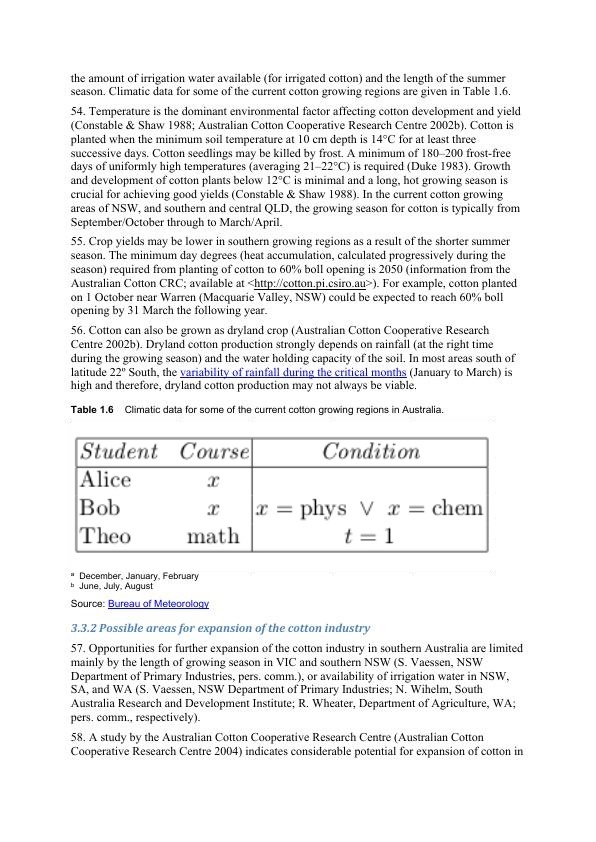 the amount of irrigation water available (for irrigated cotton) and the length of the summer
season. Climatic data for some of the current cotton growing regions are given in Table 1.6.
54. Temperature is the dominant environmental factor affecting cotton development and yield
(Constable & Shaw 1988; Australian Cotton Cooperative Research Centre 2002b). Cotton is
planted when the minimum soil temperature at 10 cm depth is 14°C for at least three
successive days. Cotton seedlings may be killed by frost. A minimum of 180–200 frost-free
days of uniformly high temperatures (averaging 21–22°C) is required (Duke 1983). Growth
and development of cotton plants below 12°C is minimal and a long, hot growing season is
crucial for achieving good yields (Constable & Shaw 1988). In the current cotton growing
areas of NSW, and southern and central QLD, the growing season for cotton is typically from
September/October through to March/April.
55. Crop yields may be lower in southern growing regions as a result of the shorter summer
season. The minimum day degrees (heat accumulation, calculated progressively during the
season) required from planting of cotton to 60% boll opening is 2050 (information from the
Australian Cotton CRC; available at <http://cotton.pi.csiro.au>). For example, cotton planted
on 1 October near Warren (Macquarie Valley, NSW) could be expected to reach 60% boll
opening by 31 March the following year.
56. Cotton can also be grown as dryland crop (Australian Cotton Cooperative Research
Centre 2002b). Dryland cotton production strongly depends on rainfall (at the right time
during the growing season) and the water holding capacity of the soil. In most areas south of
latitude 22º South, the variability of rainfall during the critical months (January to March) is
high and therefore, dryland cotton production may not always be viable.
Table 1.6 Climatic data for some of the current cotton growing regions in Australia.
Student Course Condition
Alice x
Bob x x = phys ∨ x = chem
Theo math t = 1
a December, January, February
b June, July, August
Source: Bureau of Meteorology
3.3.2 Possible areas for expansion of the cotton industry
57. Opportunities for further expansion of the cotton industry in southern Australia are limited
mainly by the length of growing season in VIC and southern NSW (S. Vaessen, NSW
Department of Primary Industries, pers. comm.), or availability of irrigation water in NSW,
SA, and WA (S. Vaessen, NSW Department of Primary Industries; N. Wihelm, South
Australia Research and Development Institute; R. Wheater, Department of Agriculture, WA;
pers. comm., respectively).
58. A study by the Australian Cotton Cooperative Research Centre (Australian Cotton
Cooperative Research Centre 2004) indicates considerable potential for expansion of cotton in